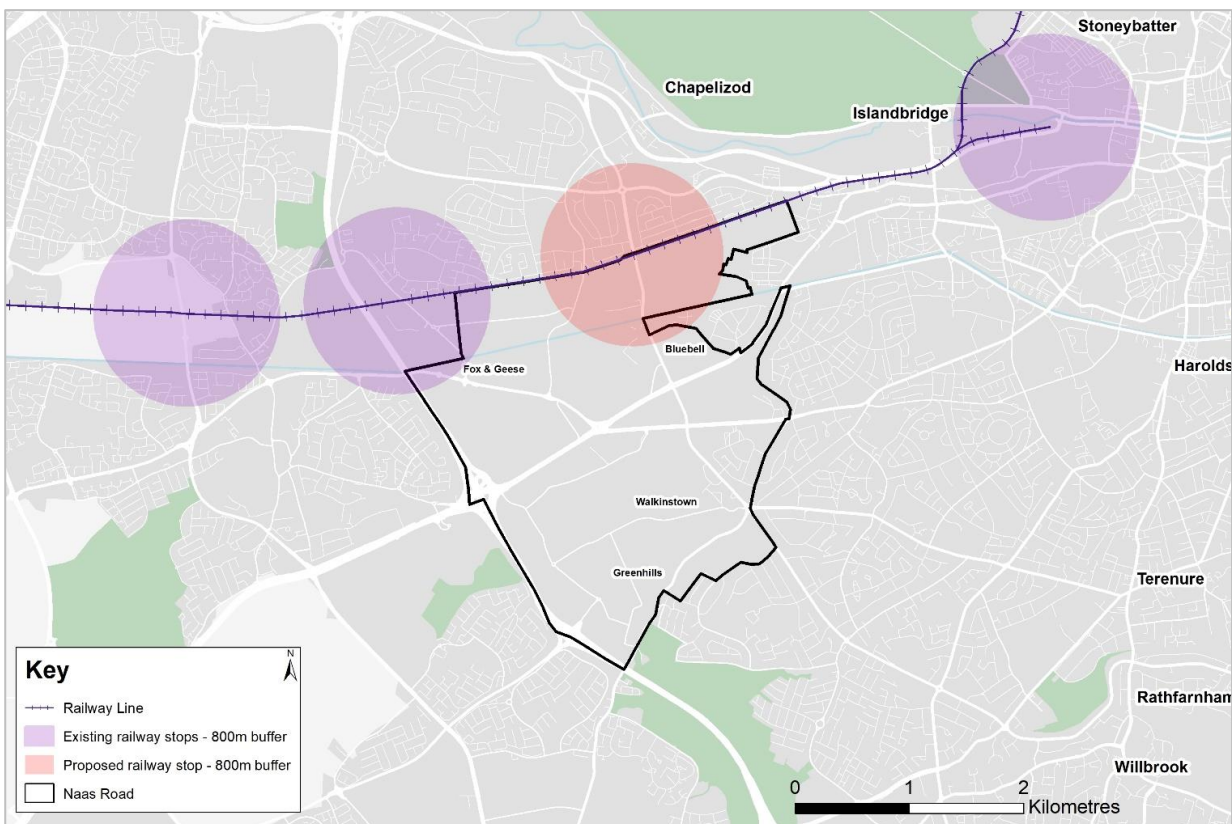 Stoneybatter
Chapelizod
Islandbridge
Harolds
Bluebell
Fox & Geese
Walkinstown
Greenhills
Terenure
Rathfarnham
Willbrook
Key
N
Railway Line
Existing railway stops - 800m buffer
Proposed railway stop - 800m buffer
Naas Road
0 1 2
Kilometres